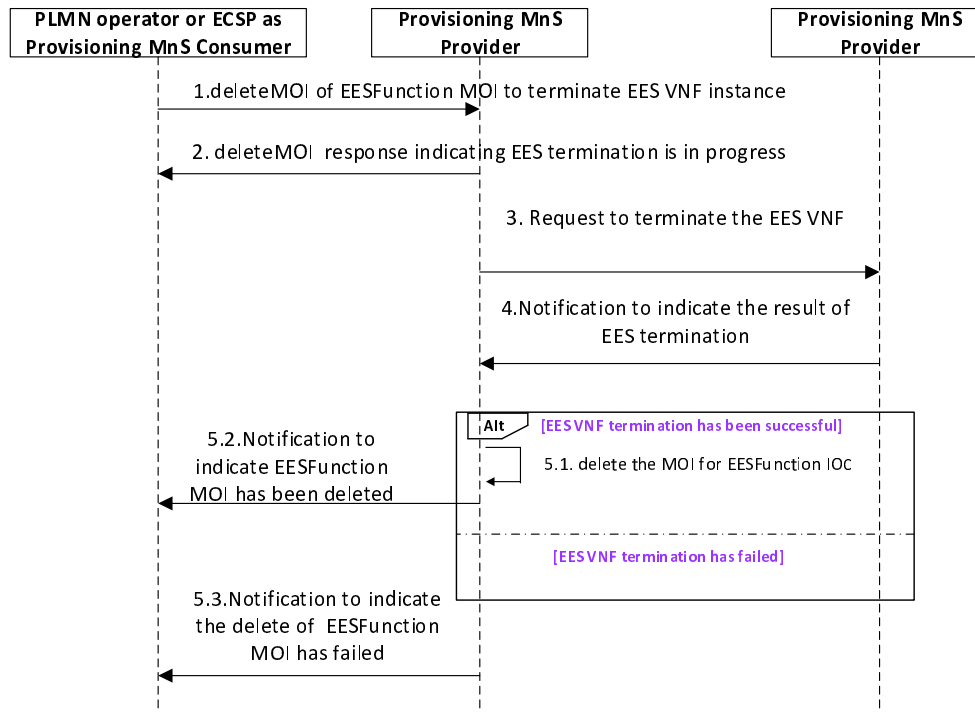 PLMN operator or ECSP as
Provisioning MnS Consumer
Provisioning MnS
Provider
Provisioning MnS
Provider
1.deleteMOI of EESFunction MOI to terminate EES VNF instance
2. deleteMOI response indicating EES termination is in progress
3. Request to terminate the EES VNF
4.Notification to indicate the result of
EES termination
Alt
[EES VNF termination has been successful]
5.1. delete the MOI for EESFunction IOC
5.2.Notification to
indicate EESFunction
MOI has been deleted
[EES VNF termination has failed]
5.3.Notification to indicate
the delete of EESFunction
MOI has failed